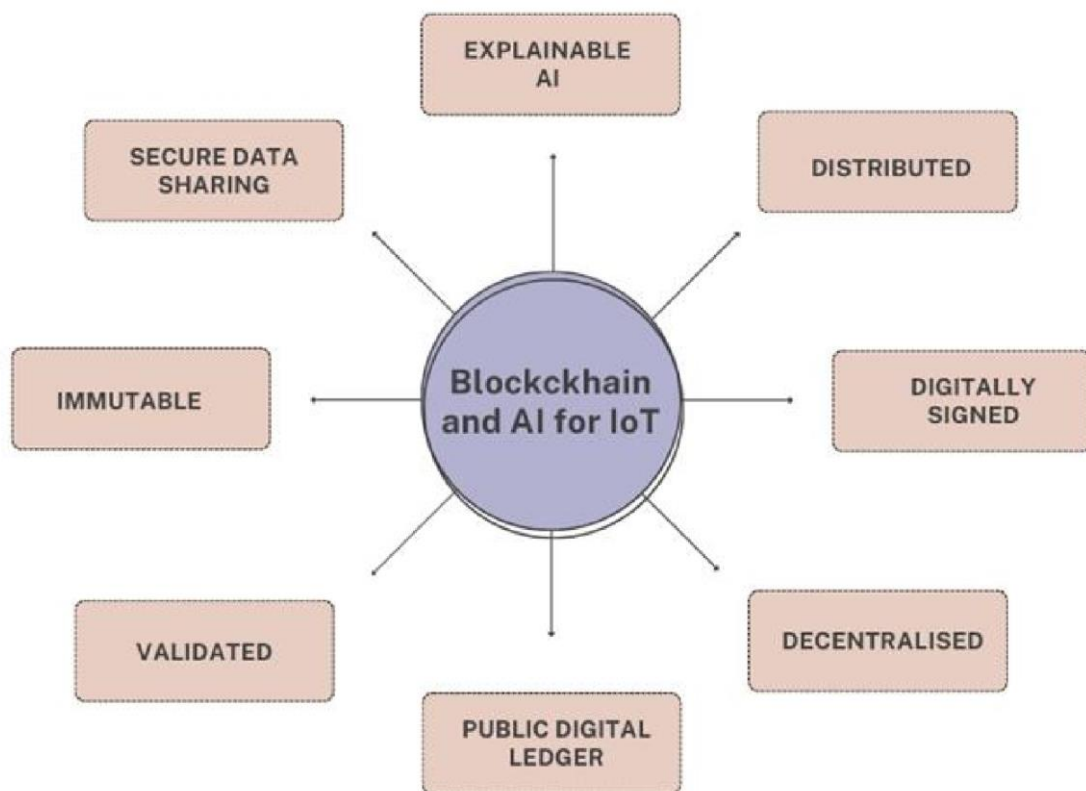 EXPLAINABLE
AI
SECURE DATA
SHARING
DISTRIBUTED
IMMUTABLE
Blockckhain
and AI for IoT
DIGITALLY
SIGNED
VALIDATED
DECENTRALISED
PUBLIC DIGITAL
LEDGER